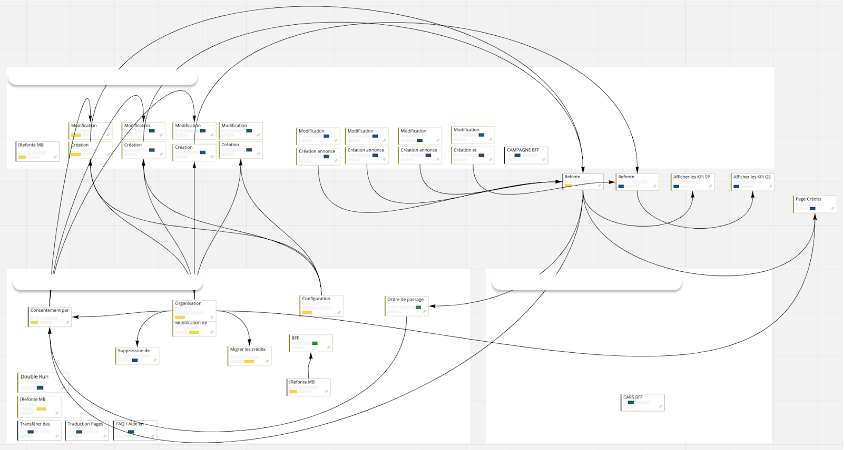 Modification
Modification
Modification
Modification
Modification
Modification
Modification
Modification
[Refonte MB
Création
Création
Création
Création
Création annonce
Création annonce
Création annonce
Création et
CAMPAGNE BFF
Refonte
Refonte
Afficher les KPI SP
Afficher les KPI GS
Page Crédits
Consentement par
Organisation
Modification de
Configuration
Ordre de passage
Suppression de
Migrer les crédits
BFF
[Refonte MB
Double Run
[Refonte MB
Transférer des
Traduction Pages
FAQ / Aide en
CARS BFF